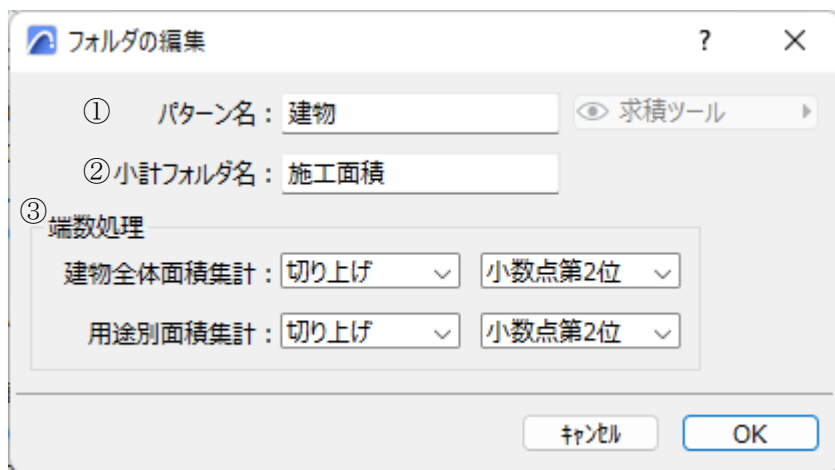 フォルダの編集 ?
① パターン名： 建物 求積ツール
②小計フォルダ名： 施工面積
③
端数処理
建物全体面積集計： 切り上げ 小数点第2位
用途別面積集計： 切り上げ 小数点第2位
ｷｬﾝｾﾙ OK